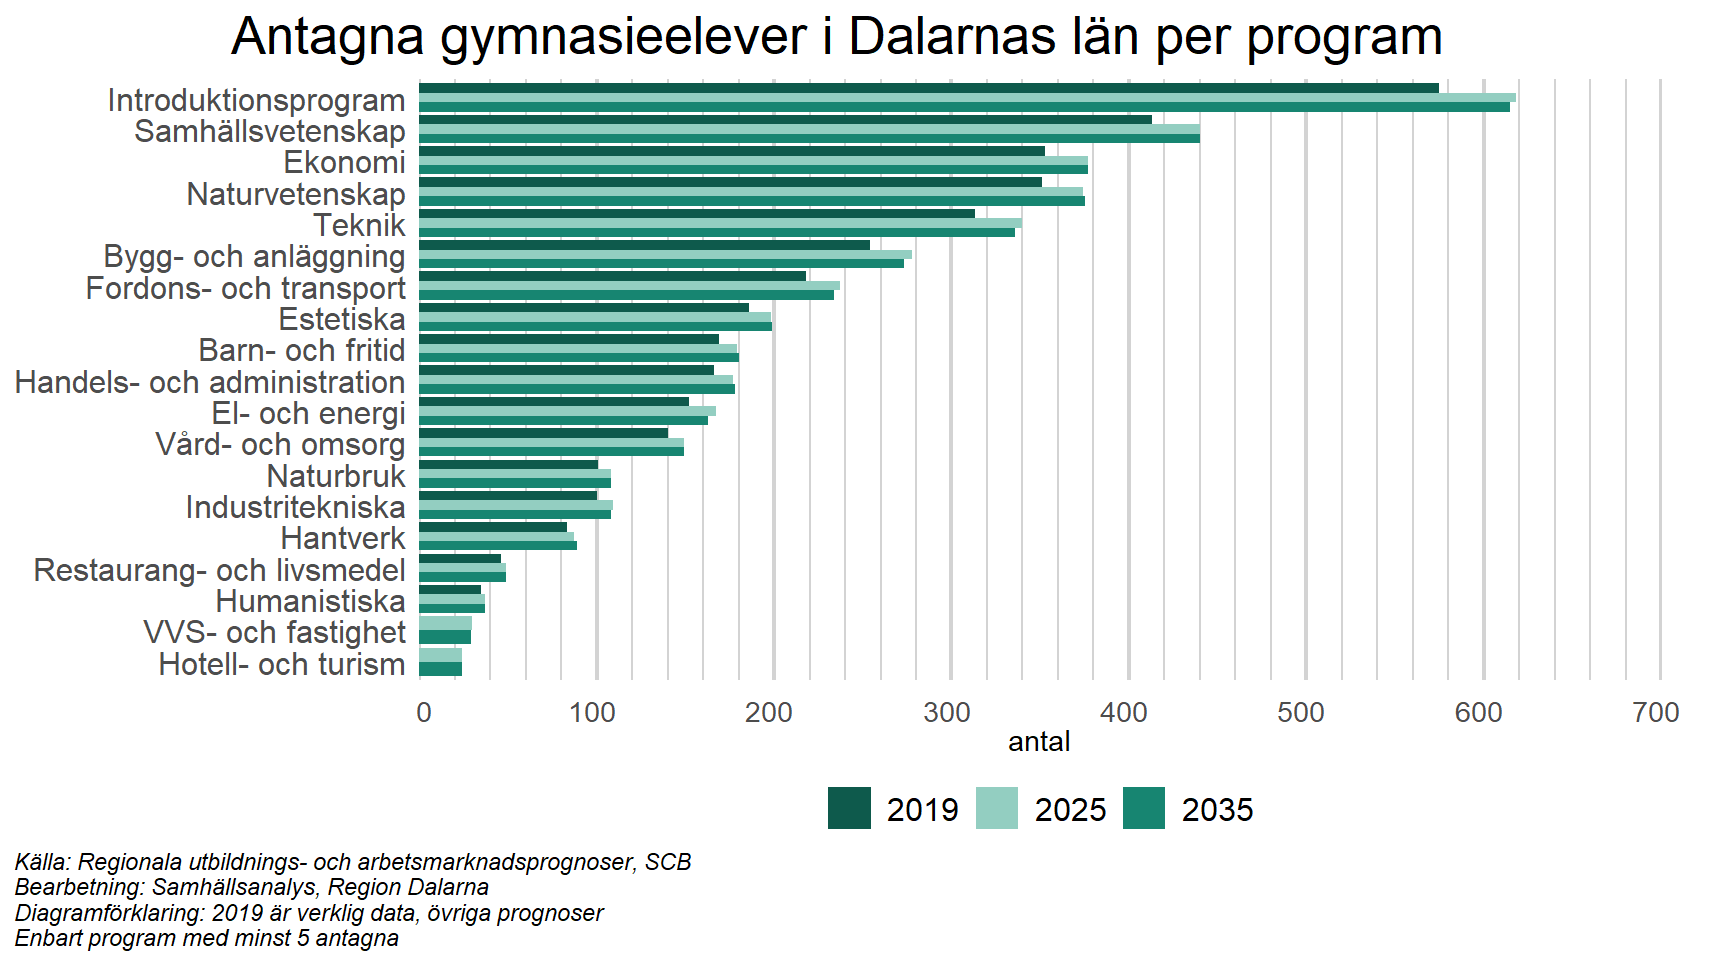 Antagna gymnasieelever i Dalarnas län per program
Introduktionsprogram
Samhällsvetenskap
Ekonomi
Naturvetenskap
Teknik
Bygg- och anläggning
Fordons- och transport
Estetiska
Barn- och fritid
Handels- och administration
El- och energi
Vård- och omsorg
Naturbruk
Industritekniska
Hantverk
Restaurang- och livsmedel
Humanistiska
VVS- och fastighet
Hotell- och turism
0 100 200 300 400 500 600 700
antal
2019 2025 2035
Källa: Regionala utbildnings- och arbetsmarknadsprognoser, SCB
Bearbetning: Samhällsanalys, Region Dalarna
Diagramförklaring: 2019 är verklig data, övriga prognoser
Enbart program med minst 5 antagna